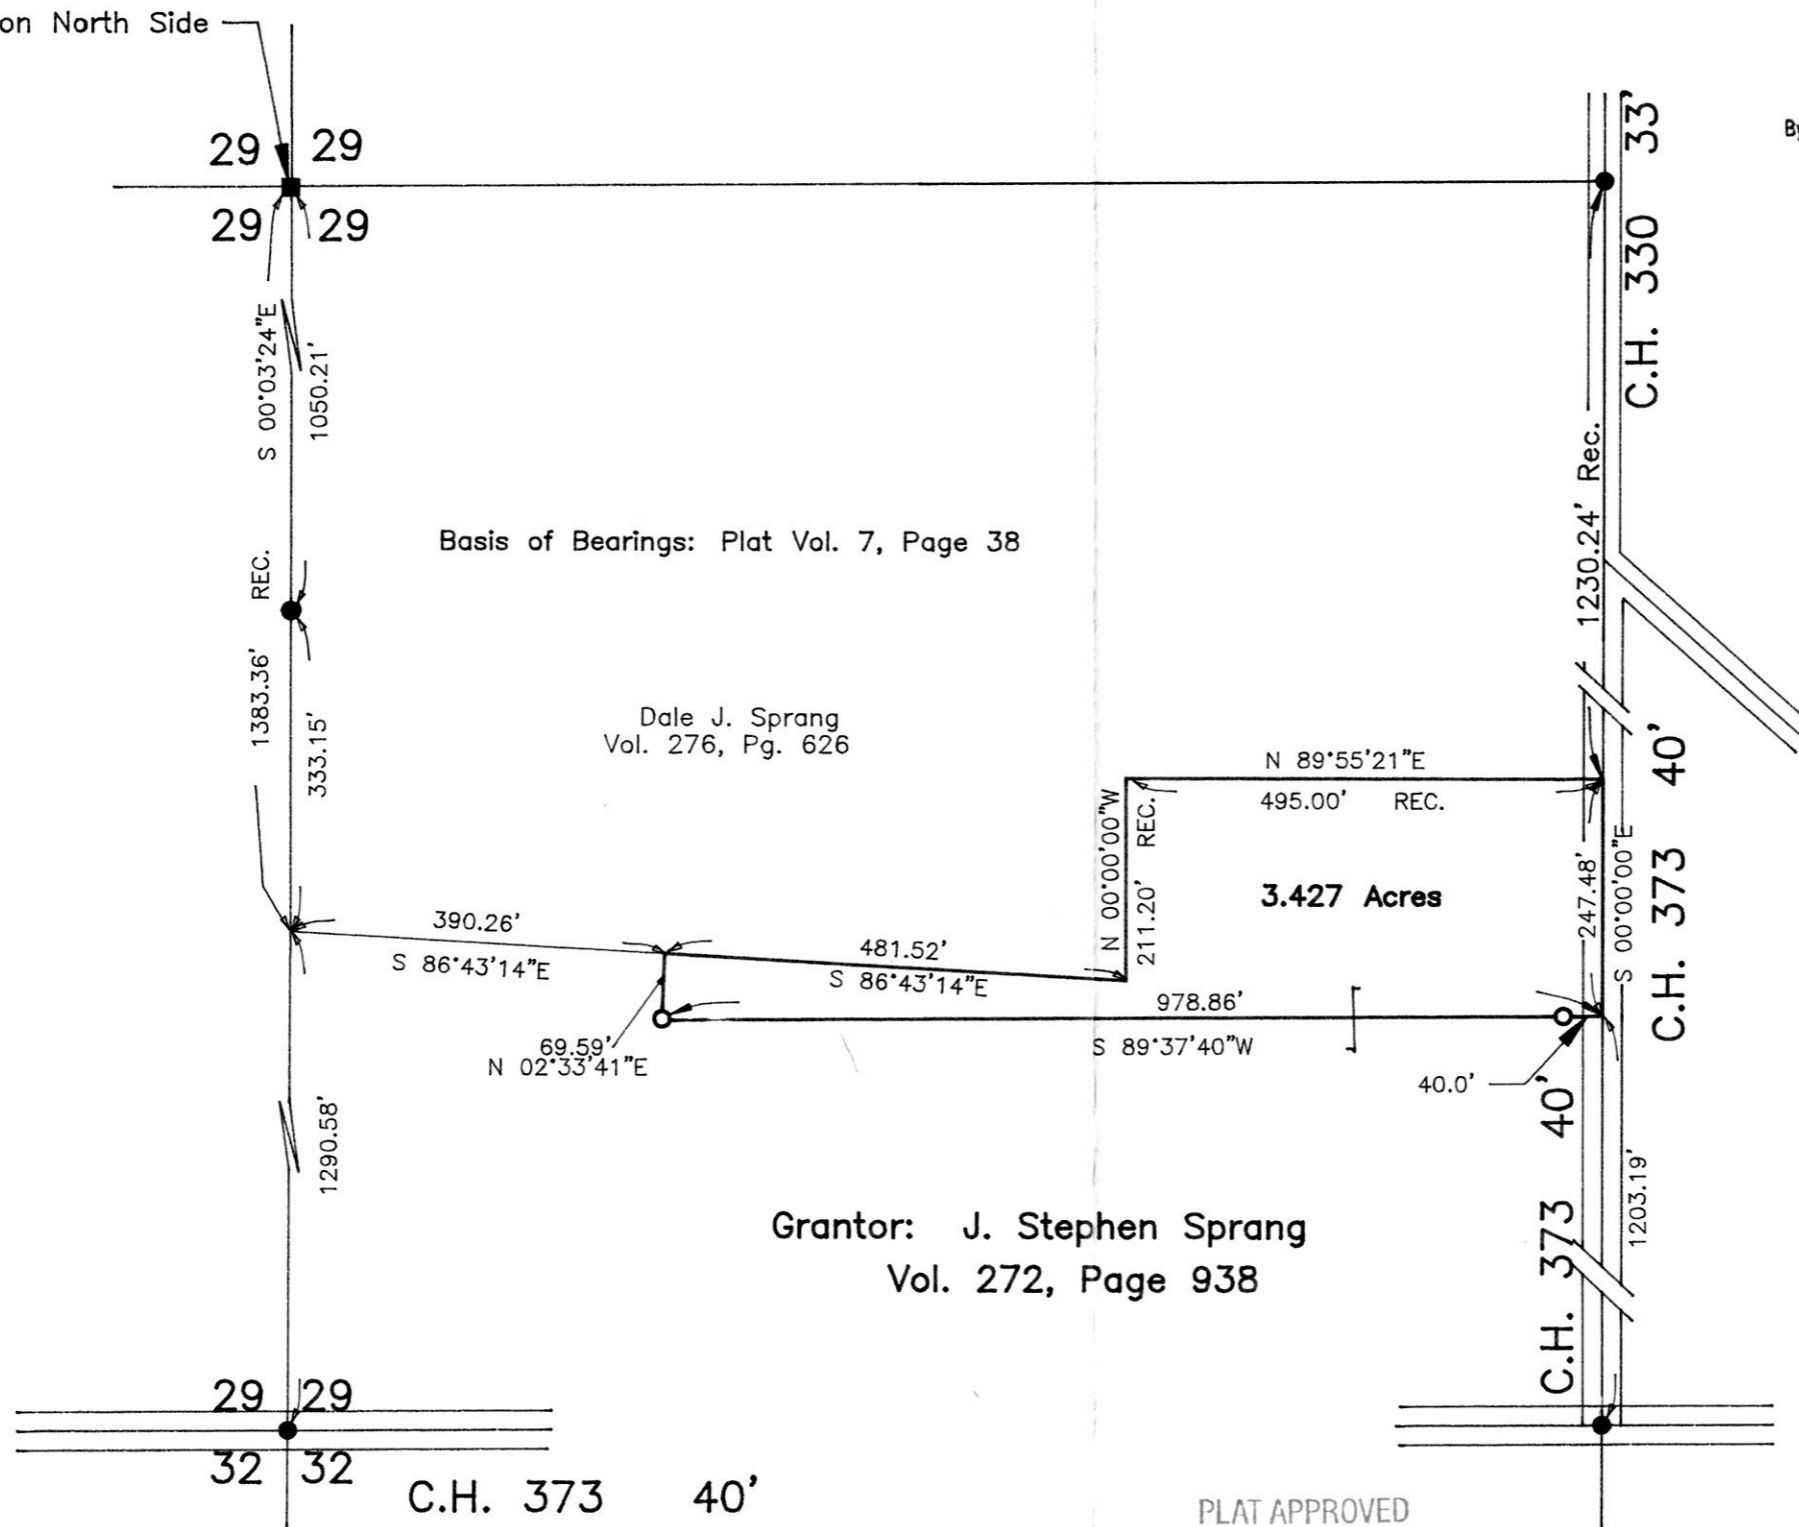 on North Side
29 29
29 29
S 00°03'24"E
1050.21'
1383.36' REC.
333.15'
1290.58'
Basis of Bearings: Plat Vol. 7, Page 38
Dale J. Sprang
Vol. 276, Pg. 626
390.26'
S 86°43'14"E
481.52'
S 86°43'14"E
69.59'
N 02°33'41"E
N 00°00'00"W
211.20' REC.
N 89°55'21"E
495.00' REC.
3.427 Acres
978.86'
S 89°37'40"W
40.0'
247.48'
S 00°00'00"E
1230.24' Rec.
C.H. 330 33'
C.H. 373 40'
C.H. 373 40'
1203.19'
By
Grantor: J. Stephen Sprang
Vol. 272, Page 938
29 29
32 32
C.H. 373 40'
PLAT APPROVED